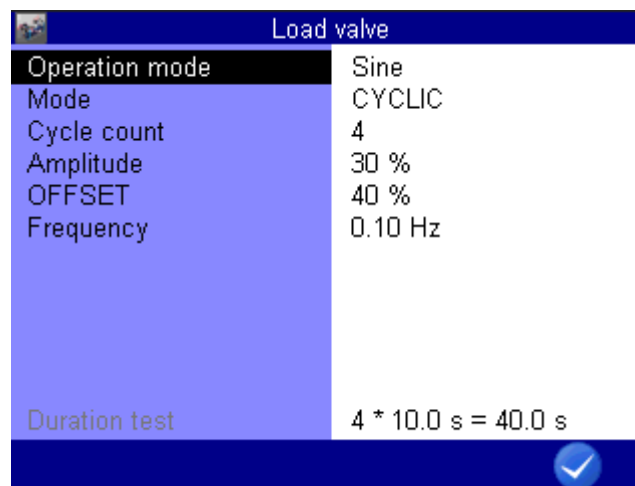 Load valve
Operation mode Sine
Mode CYCLIC
Cycle count 4
Amplitude 30 %
OFFSET 40 %
Frequency 0.10 Hz
Duration test 4 * 10.0 s = 40.0 s